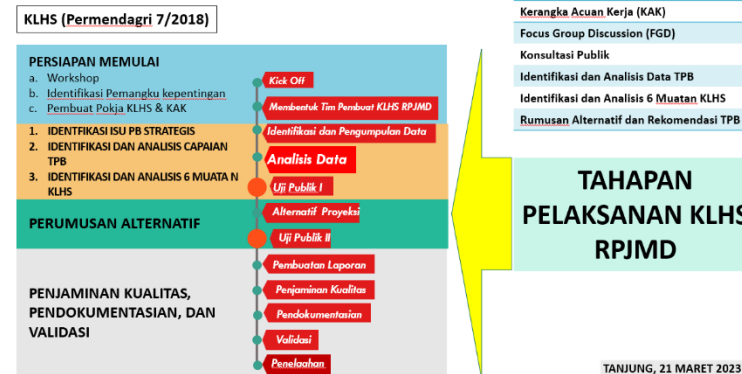 KLHS (Permendagri 7/2018)
PERSIAPAN MEMULAI
a. Workshop
b. Identifikasi Pemangku kepentingan
c. Pembuat Pokja KLHS & KAK
1. IDENTFIKASI ISU PB STRATEGIS
2. IDENTIFIKASI DAN ANALISIS CAPAIAN
TPB
3. IDENTIFIKASI DAN ANALISIS 6 MUATA N
KLHS
PERUMUSAN ALTERNATIF
PENJAMINAN KUALITAS,
PENDOKUMENTASIAN, DAN
VALIDASI
Kick Off
Membentuk Tim Pembuat KLHS RPJMD
Identifikasi dan Pengumpulan Data
Analisis Data
Uji Publik I
Alternatif Proyeksi
Uji Publik II
Pembuatan Laporan
Penjaminan Kualitas
Pendokumentasian
Validasi
Penelaahan
Kerangka Acuan Kerja (KAK)
Focus Group Discussion (FGD)
Konsultasi Publik
Identifikasi dan Analisis Data TPB
Identifikasi dan Analisis 6 Muatan KLHS
Rumusan Alternatif dan Rekomendasi TPB
TAHAPAN
PELAKSANAN KLHS
RPJMD
TANJUNG, 21 MARET 2023